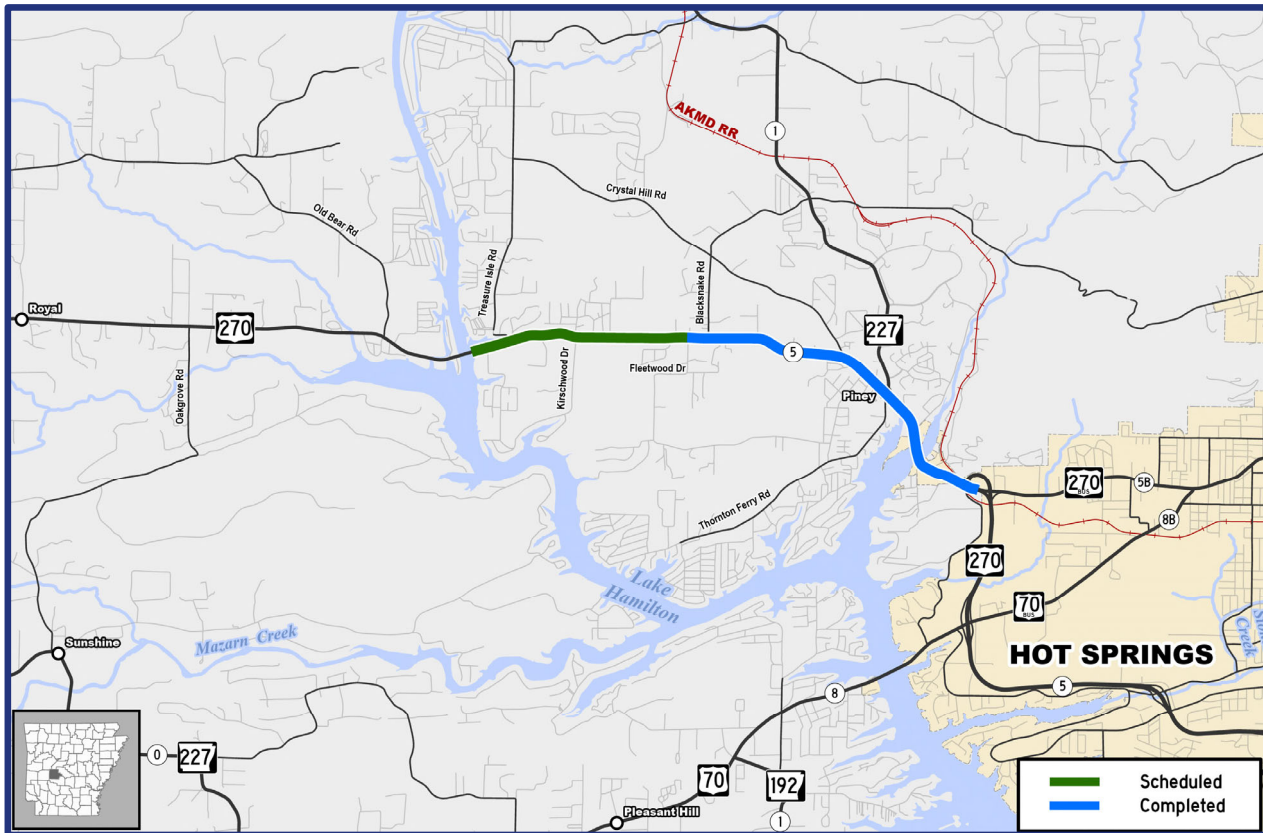 AKMD RR
1
Crystal Hill Rd
Old Bear Rd
Treasure Isle Rd
Blacksnake Rd
Royal
270
227
5
Kirschwood Dr
Fleetwood Dr
Oakgrove Rd
Piney
270
BUS
5B
8B
Thornton Ferry Rd
270
Lake
Hamilton
70
BUS
Mazarn Creek
Sunshine
HOT SPRINGS
Creek
5
8
0
227
70
192
Pleasant Hill
1
Scheduled
Completed